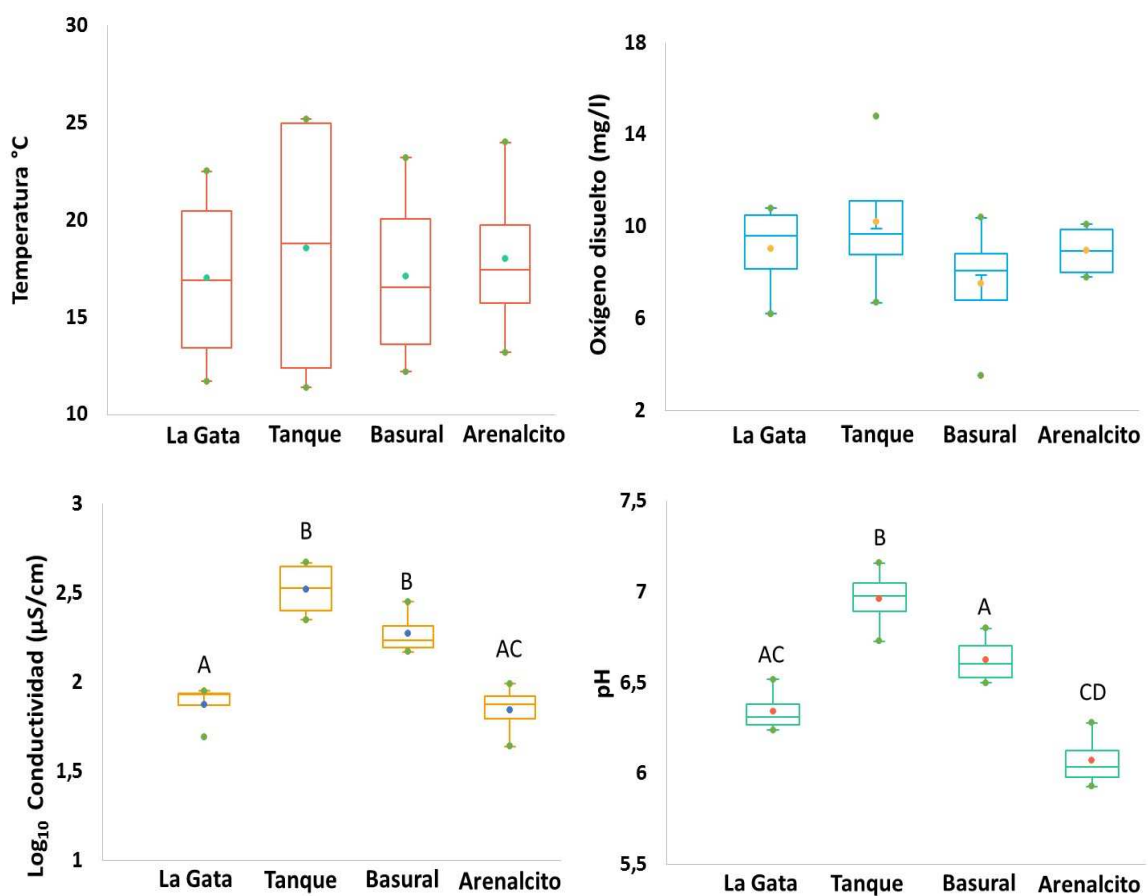 Temperatura °C
30
25
20
15
10
La Gata Tanque Basural Arenalcito
Oxígeno disuelto (mg/l)
18
14
10
6
2
La Gata Tanque Basural Arenalcito
Log₁₀ Conductividad (µS/cm)
3
2,5
2
1,5
1
A
B
B
AC
La Gata Tanque Basural Arenalcito
pH
7,5
7
6,5
6
5,5
AC
B
A
CD
La Gata Tanque Basural Arenalcito